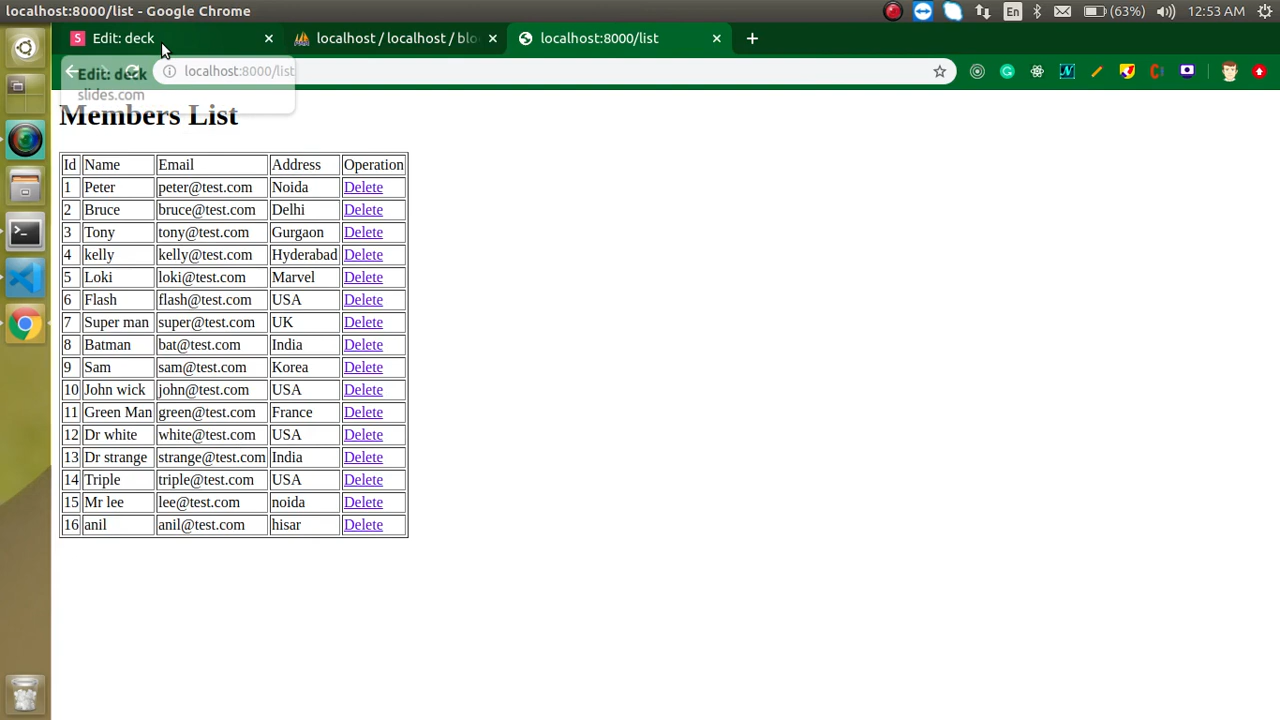 localhost:8000/list - Google Chrome
En
(63%)
12:53 AM
Edit: deck
localhost / localhost / blo
localhost:8000/list
localhost:8000/list
Edit: deck
slides.com
Members List
Id Name Email Address Operation
1 Peter peter@test.com Noida Delete
2 Bruce bruce@test.com Delhi Delete
3 Tony tony@test.com Gurgaon Delete
4 kelly kelly@test.com Hyderabad Delete
5 Loki loki@test.com Marvel Delete
6 Flash flash@test.com USA Delete
7 Super man super@test.com UK Delete
8 Batman bat@test.com India Delete
9 Sam sam@test.com Korea Delete
10 John wick john@test.com USA Delete
11 Green Man green@test.com France Delete
12 Dr white white@test.com USA Delete
13 Dr strange strange@test.com India Delete
14 Triple triple@test.com USA Delete
15 Mr lee lee@test.com noida Delete
16 anil anil@test.com hisar Delete